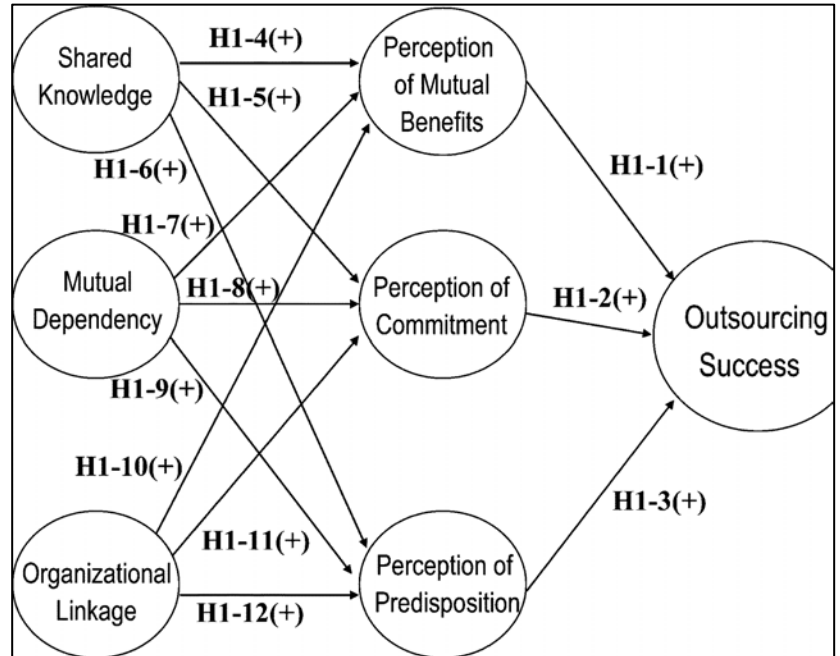 H1-4(+)
Shared
Knowledge
Perception
of Mutual
Benefits
H1-5(+)
H1-6(+)
H1-1(+)
H1-7(+)
Mutual
Dependency
H1-8(+)
Perception of
Commitment
H1-2(+)
Outsourcing
Success
H1-9(+)
H1-10(+)
H1-3(+)
H1-11(+)
Organizational
Linkage
Perception of
Predisposition
H1-12(+)